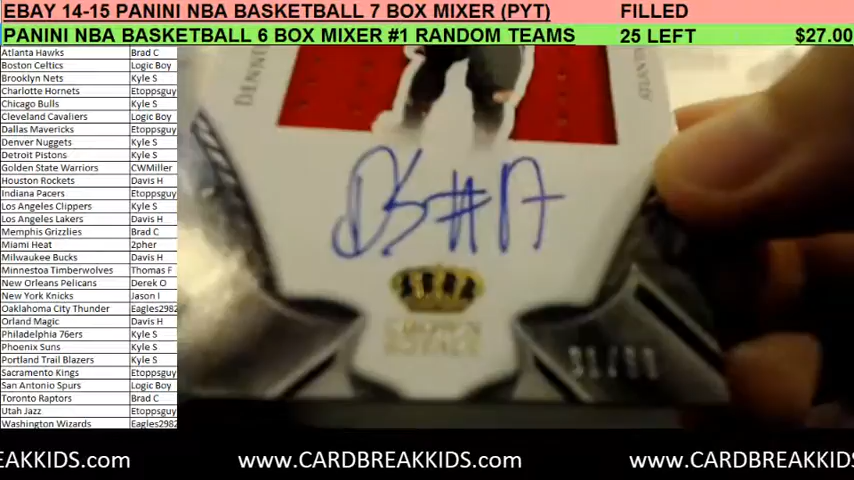 EBAY 14-15 PANINI NBA BASKETBALL 7 BOX MIXER (PYT) FILLED
PANINI NBA BASKETBALL 6 BOX MIXER #1 RANDOM TEAMS 25 LEFT $27.00
Atlanta Hawks Brad C
Boston Celtics Logic Boy
Brooklyn Nets Kyle S
Charlotte Hornets Etoppsguy
Chicago Bulls Kyle S
Cleveland Cavaliers Logic Boy
Dallas Mavericks Etoppsguy
Denver Nuggets Kyle S
Detroit Pistons Kyle S
Golden State Warriors CWMiller
Houston Rockets Davis H
Indiana Pacers Etoppsguy
Los Angeles Clippers Kyle S
Los Angeles Lakers Davis H
Memphis Grizzlies Brad C
Miami Heat 2pher
Milwaukee Bucks Davis H
Minnestoa Timberwolves Thomas F
New Orleans Pelicans Derek O
New York Knicks Jason I
Oaklahoma City Thunder Eagles2982
Orland Magic Davis H
Philadelphia 76ers Kyle S
Phoenix Suns Kyle S
Portland Trail Blazers Kyle S
Sacramento Kings Etoppsguy
San Antonio Spurs Logic Boy
Toronto Raptors Brad C
Utah Jazz Etoppsguy
Washington Wizards Eagles2982
DENNI
ATLANT
DS#17
CROWN
ROYALE
EAKKIDS.com www.CARDBREAKKIDS.com www.CARDBREAKKIDS